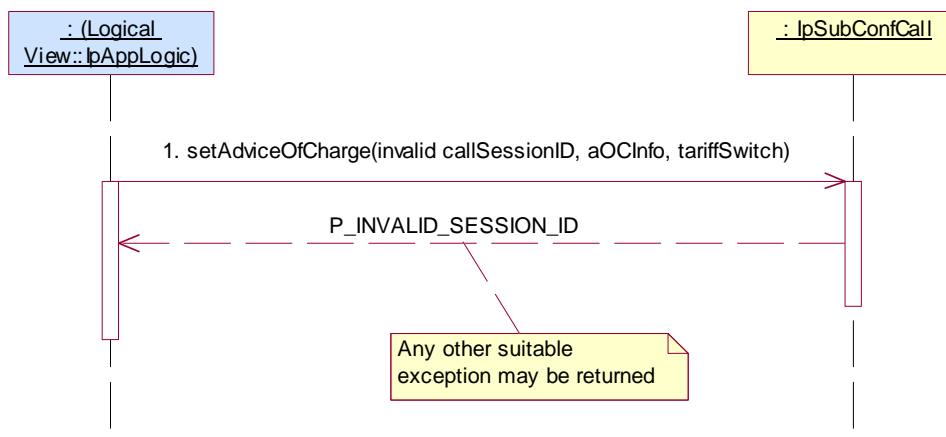 : (Logical
View::IpAppLogic)
: IpSubConfCall
1. setAdviceOfCharge(invalid callSessionID, aOCInfo, tariffSwitch)
P_INVALID_SESSION_ID
Any other suitable
exception may be returned